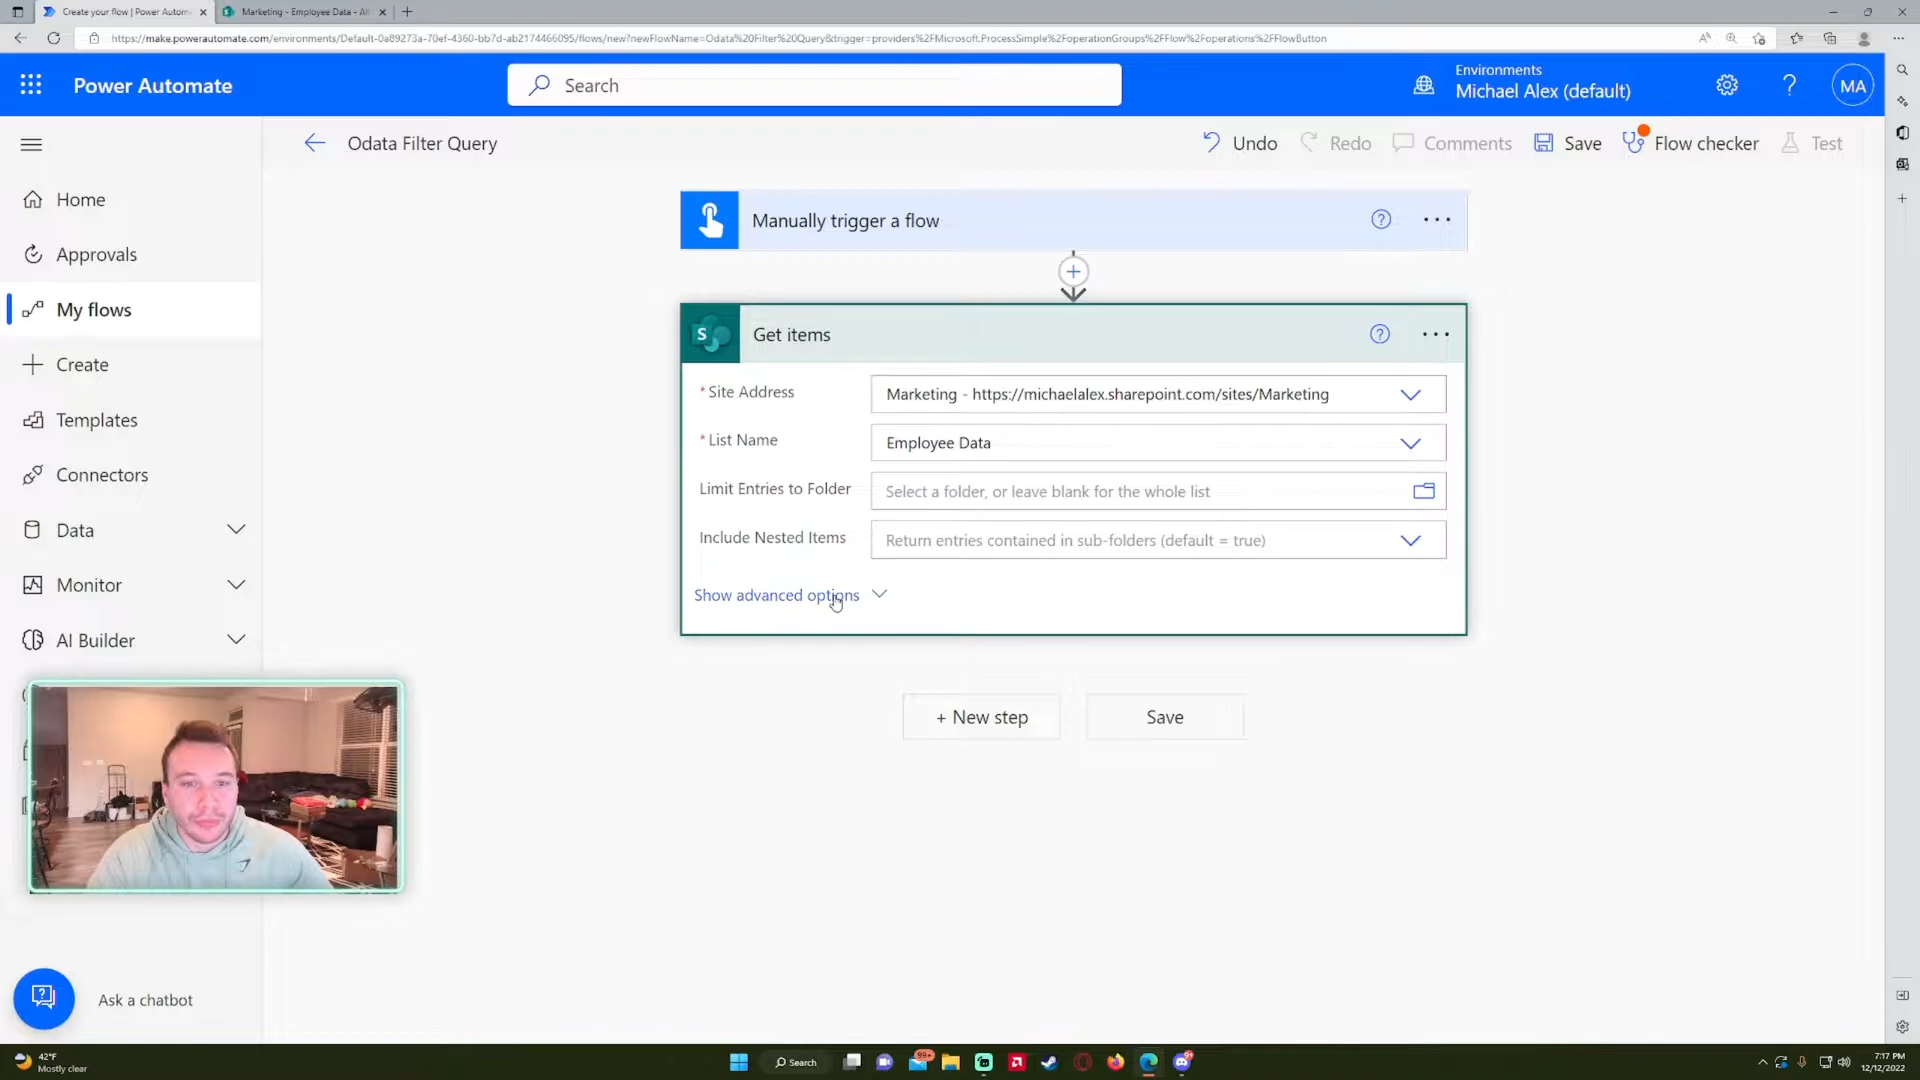 Create your flow | Power Autom
Marketing - Employee Data - All
https://make.powerautomate.com/environments/Default-0a89273a-70ef-4360-bb7d-ab2174466095/flows/new?newFlowName=Odata%20Filter%20Query&trigger=providers%2FMicrosoft.ProcessSimple%2FoperationGroups%2FFlow%2Foperations%2FFlowButton
Power Automate
Search
Environments
Michael Alex (default)
MA
Odata Filter Query
Undo
Redo
Comments
Save
Flow checker
Test
Home
Approvals
My flows
Create
Templates
Connectors
Data
Monitor
AI Builder
Ask a chatbot
Manually trigger a flow
Get items
* Site Address
Marketing - https://michaelalex.sharepoint.com/sites/Marketing
* List Name
Employee Data
Limit Entries to Folder
Select a folder, or leave blank for the whole list
Include Nested Items
Return entries contained in sub-folders (default = true)
Show advanced options
+ New step
Save
42°F
Mostly clear
Search
99+
7:17 PM
12/12/2022